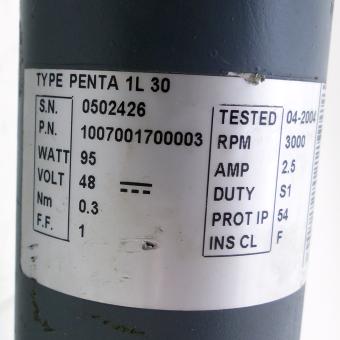 TYPE PENTA 1L 30
S.N. 0502426
P.N. 1007001700003
WATT 95
VOLT 48
Nm 0.3
F.F. 1
TESTED 04-2004
RPM 3000
AMP 2.5
DUTY S1
PROT IP 54
INS CL F